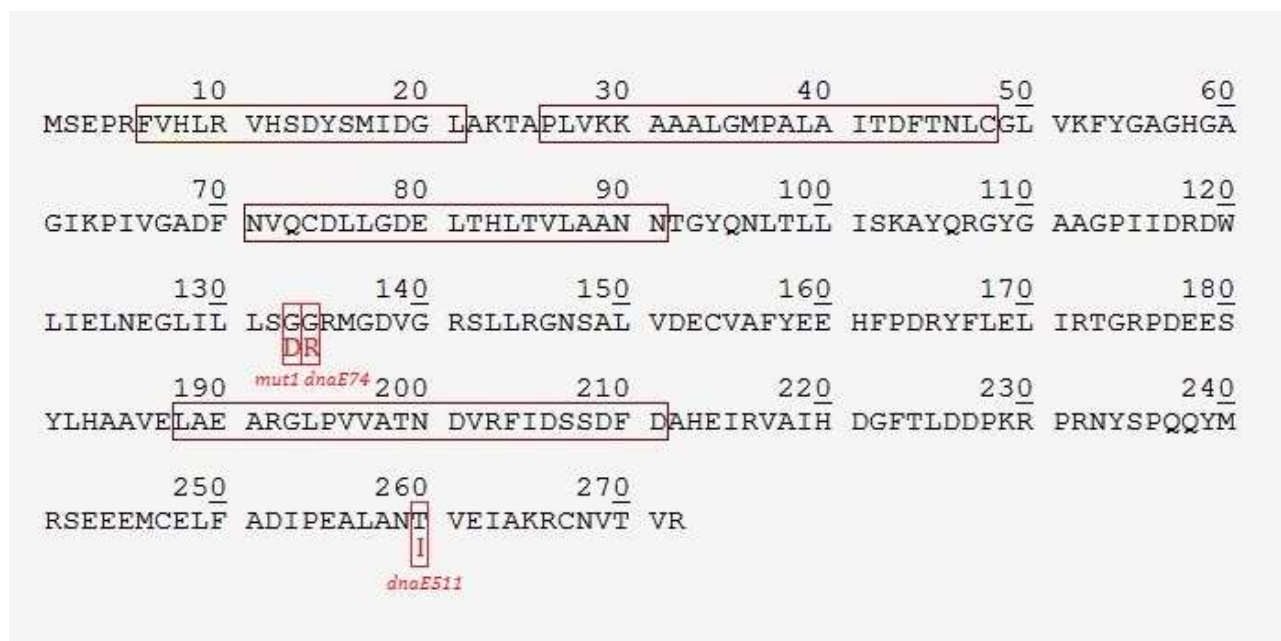 10 20 30 40 50 60
MSEPRFVHLR VHSDYSMIDG LAKTAPLVKK AAALGMPALA ITDFTNLCGL VKFYGAGHGA
70 80 90 100 110 120
GIKPIVGADF NVQCDLLGDE LTHLTVLAAN NTGYQNLTLL ISKAYQRGYG AAGPIIDRDW
130 140 150 160 170 180
LIELNEGLIL LSGGRMGDVG RSLLRGNSAL VDECVAFYEE HFPDRYFLEL IRTGRPDEES
D R
mut1 dnaE74
190 200 210 220 230 240
YLHAAVELAE ARGLPVVATN DVRFIDSSDF DAHEIRVAIH DGFTLDDPKR PRNYSPQQYM
250 260 270
RSEEEMCELF ADIPEALANT VEIAKRCNVT VR
I
dnaE511